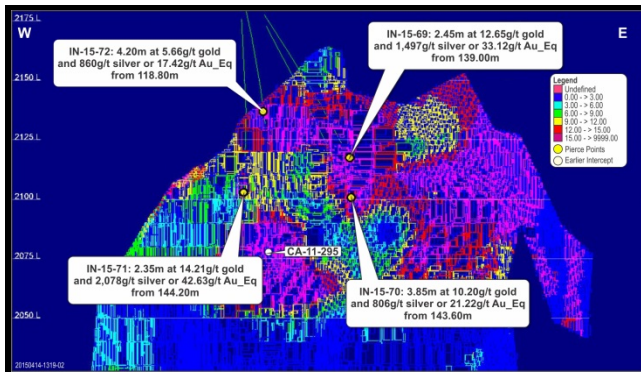 2175 L
W
E
IN-15-72: 4.20m at 5.66g/t gold
and 860g/t silver or 17.42g/t Au_Eq
from 118.80m
IN-15-69: 2.45m at 12.65g/t gold
and 1,497g/t silver or 33.12g/t Au_Eq
from 139.00m
2150 L
Legend
Undefined
0.00 - > 3.00
3.00 - > 6.00
6.00 - > 9.00
9.00 - > 12.00
12.00 - > 15.00
15.00 - > 9999.00
Pierce Points
Earlier Intercept
2125 L
2100 L
2075 L
CA-11-295
IN-15-71: 2.35m at 14.21g/t gold
and 2,078g/t silver or 42.63g/t Au_Eq
from 144.20m
IN-15-70: 3.85m at 10.20g/t gold
and 806g/t silver or 21.22g/t Au_Eq
from 143.60m
2050 L
20150414-1319-02